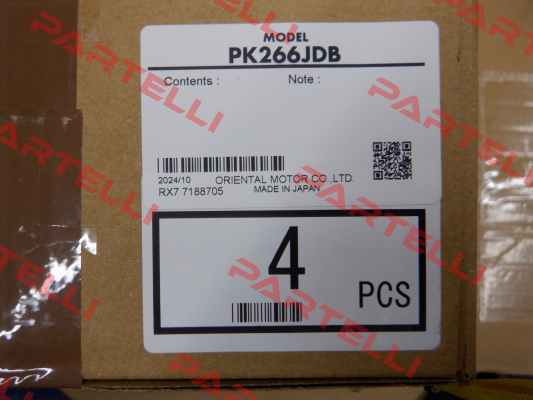 MODEL
PK266JDB
Contents : Note :
2024/10 ORIENTAL MOTOR CO.,LTD.
RX7 7188705 MADE IN JAPAN
4
PCS
PARTELLI
PARTELLI
PARTELLI
PARTELLI
PARTELLI
PARTELLI